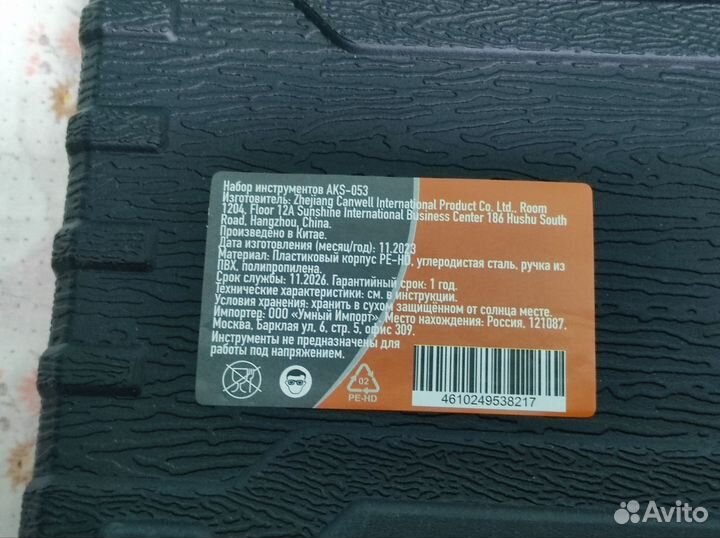 Набор инструментов AKS-053
Изготовитель: Zhejiang Canwell International Product Co. Ltd., Room
1204, Floor 12A Sunshine International Business Center 186 Hushu South
Road, Hangzhou, China.
Произведено в Китае.
Дата изготовления (месяц/год): 11.2023
Материал: Пластиковый корпус PE-HD, углеродистая сталь, ручка из
ПВХ, полипропилена.
Срок службы: 11.2026. Гарантийный срок: 1 год.
Технические характеристики: см. в инструкции.
Условия хранения: хранить в сухом защищённом от солнца месте.
Импортер: ООО «Умный Импорт». Место нахождения: Россия, 121087,
Москва, Барклая ул, 6, стр. 5, офис 309.
Инструменты не предназначены для
работы под напряжением.
02
PE-HD
4610249538217
Avito